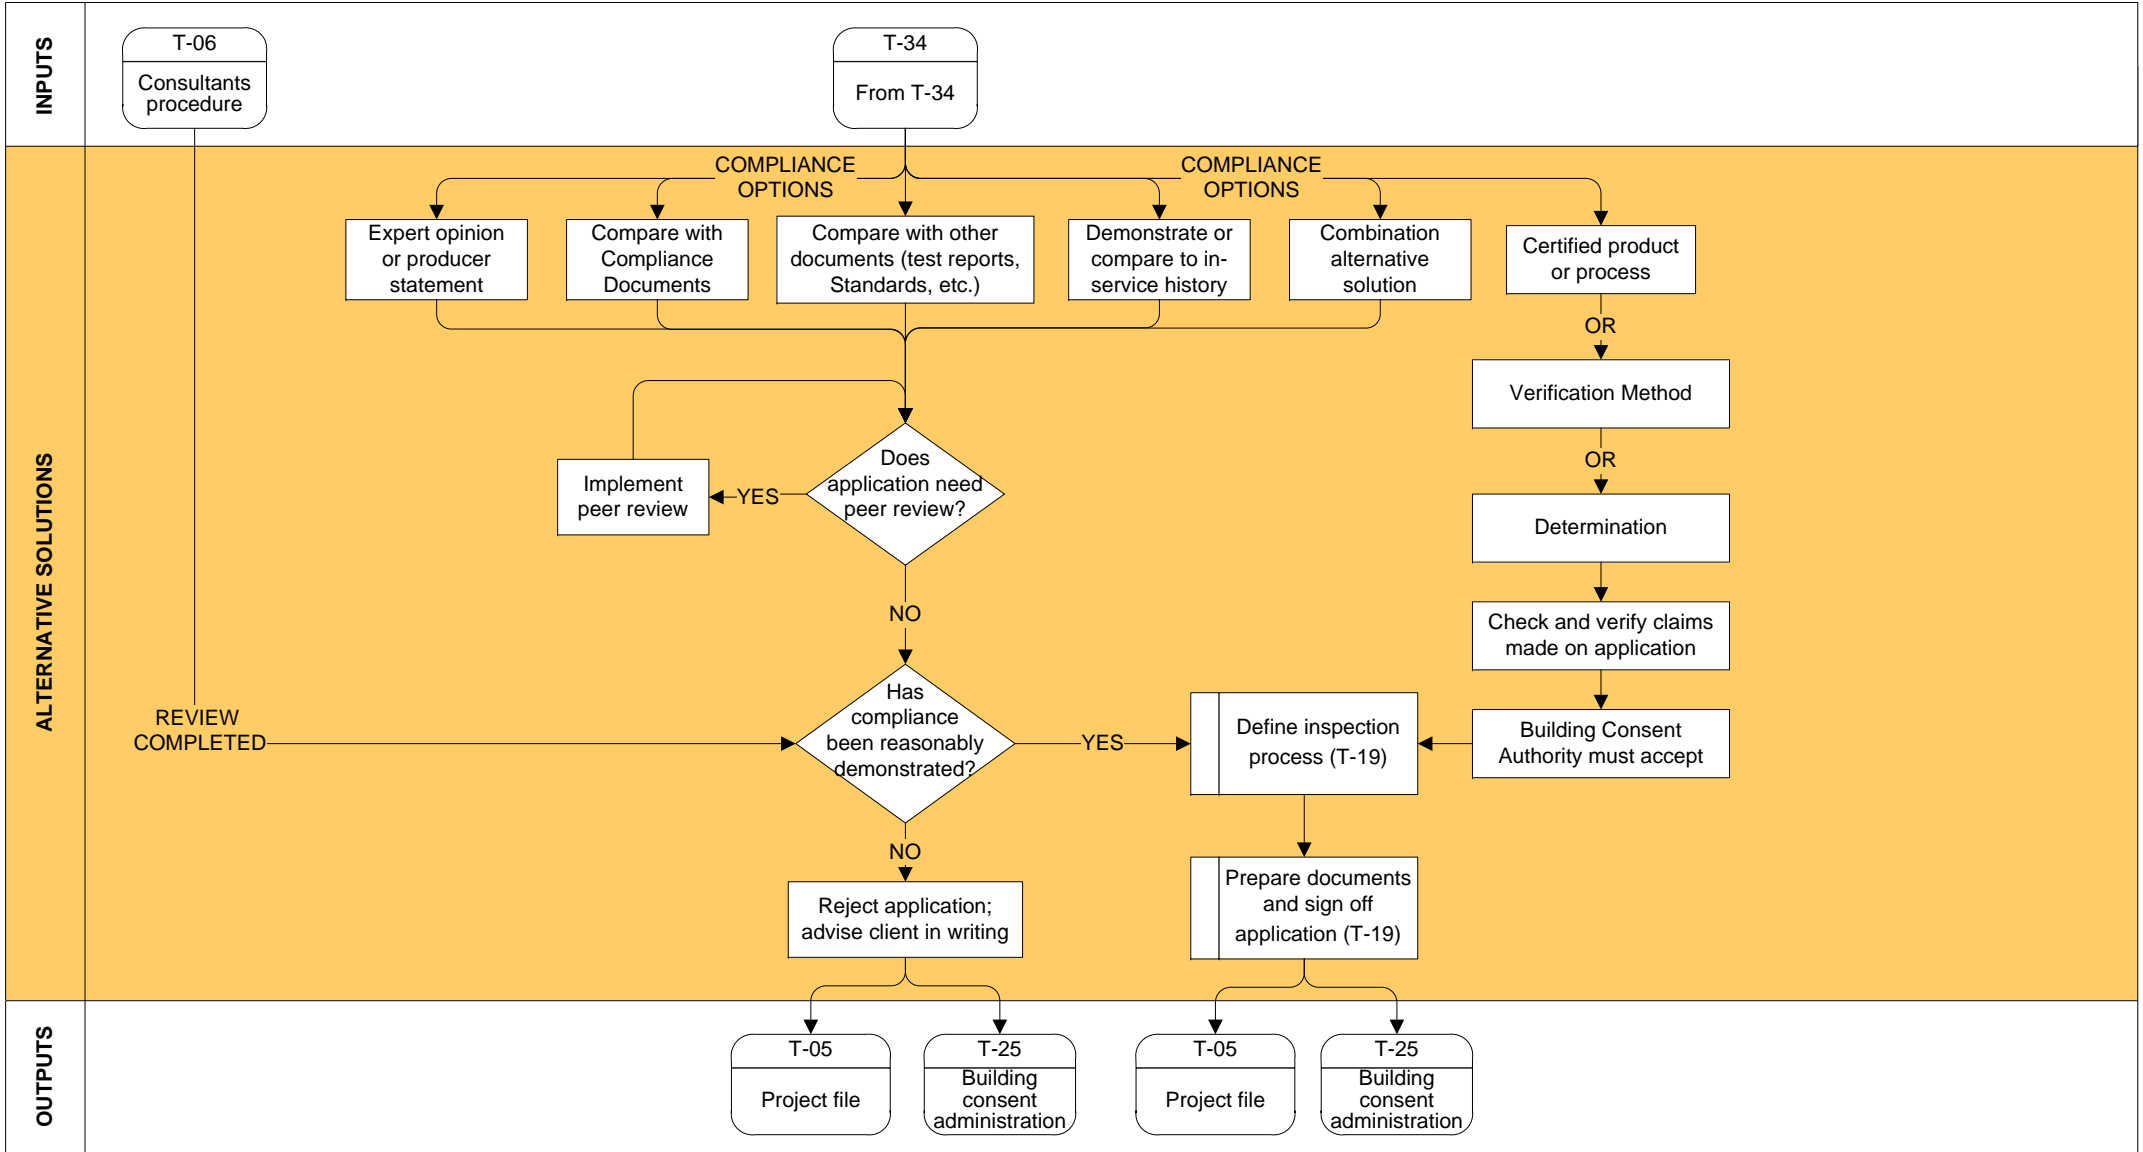 INPUTS
T-06
Consultants
procedure
T-34
From T-34
ALTERNATIVE SOLUTIONS
COMPLIANCE
OPTIONS
COMPLIANCE
OPTIONS
Expert opinion
or producer
statement
Compare with
Compliance
Documents
Compare with other
documents (test reports,
Standards, etc.)
Demonstrate or
compare to in-
service history
Combination
alternative
solution
Certified product
or process
OR
Verification Method
OR
Determination
Check and verify claims
made on application
Building Consent
Authority must accept
Does
application need
peer review?
YES
Implement
peer review
NO
REVIEW
COMPLETED
Has
compliance
been reasonably
demonstrated?
YES
Define inspection
process (T-19)
NO
Reject application;
advise client in writing
Prepare documents
and sign off
application (T-19)
OUTPUTS
T-05
Project file
T-25
Building
consent
administration
T-05
Project file
T-25
Building
consent
administration